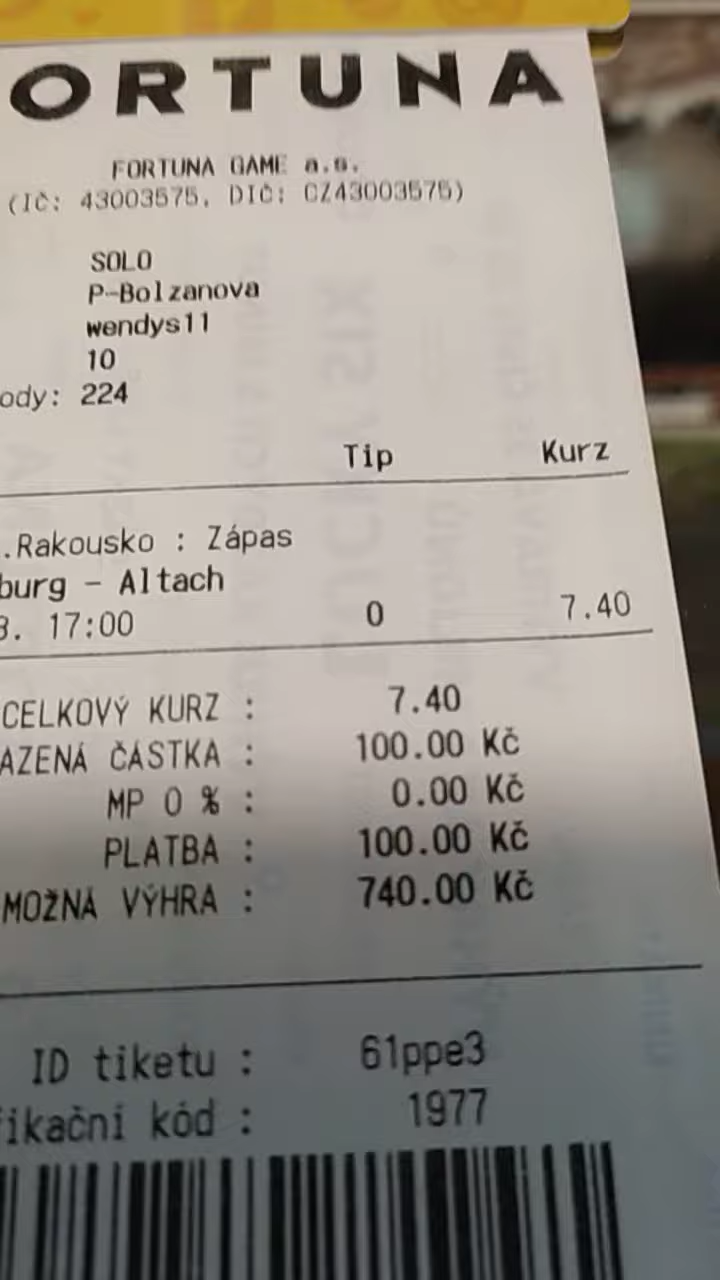 ORTUNA
FORTUNA GAME a.s.
(IČ: 43003575, DIČ: CZ43003575)
SOLO
P-Bolzanova
wendys11
10
ody: 224
Tip Kurz
.Rakousko : Zápas
burg - Altach
3. 17:00 0 7.40
CELKOVÝ KURZ : 7.40
AZENÁ ČÁSTKA : 100.00 Kč
MP 0 % : 0.00 Kč
PLATBA : 100.00 Kč
MOŽNÁ VÝHRA : 740.00 Kč
ID tiketu : 61ppe3
ikační kód : 1977